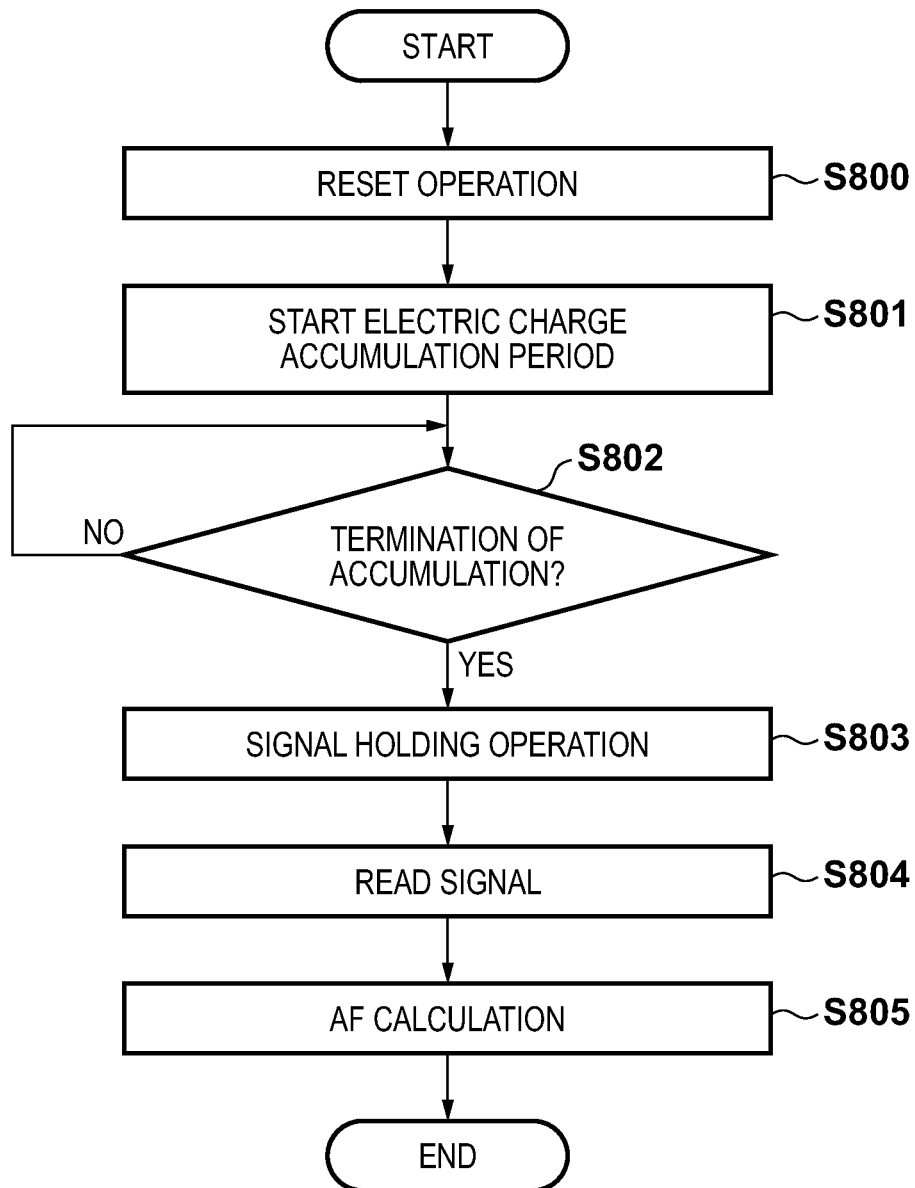 START
RESET OPERATION
S800
START ELECTRIC CHARGE
ACCUMULATION PERIOD
S801
S802
NO
TERMINATION OF
ACCUMULATION?
YES
SIGNAL HOLDING OPERATION
S803
READ SIGNAL
S804
AF CALCULATION
S805
END